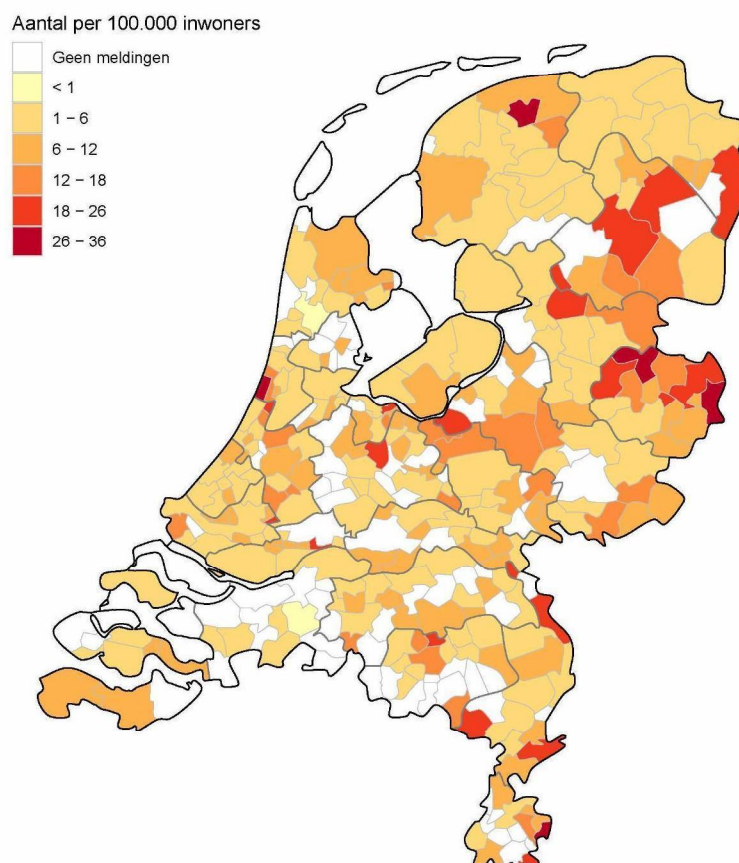 Aantal per 100.000 inwoners
Geen meldingen
< 1
1 – 6
6 – 12
12 – 18
18 – 26
26 – 36